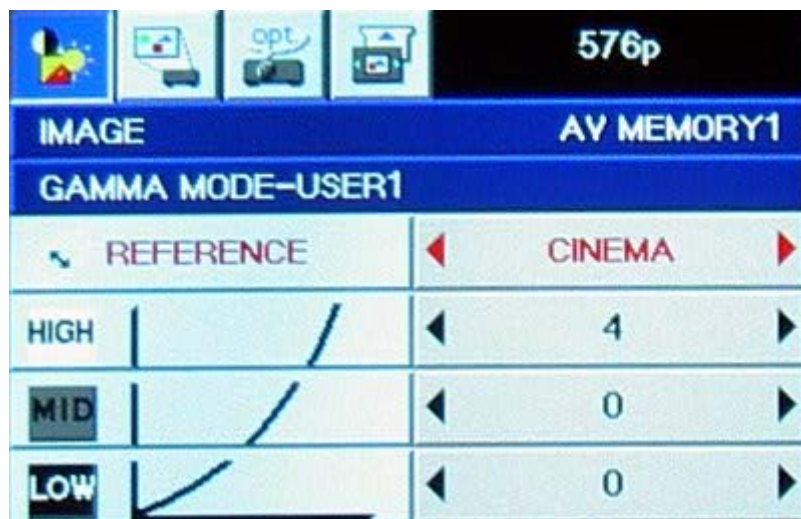 opt.
576p
IMAGE AV MEMORY1
GAMMA MODE-USER1
REFERENCE CINEMA
HIGH 4
MID 0
LOW 0